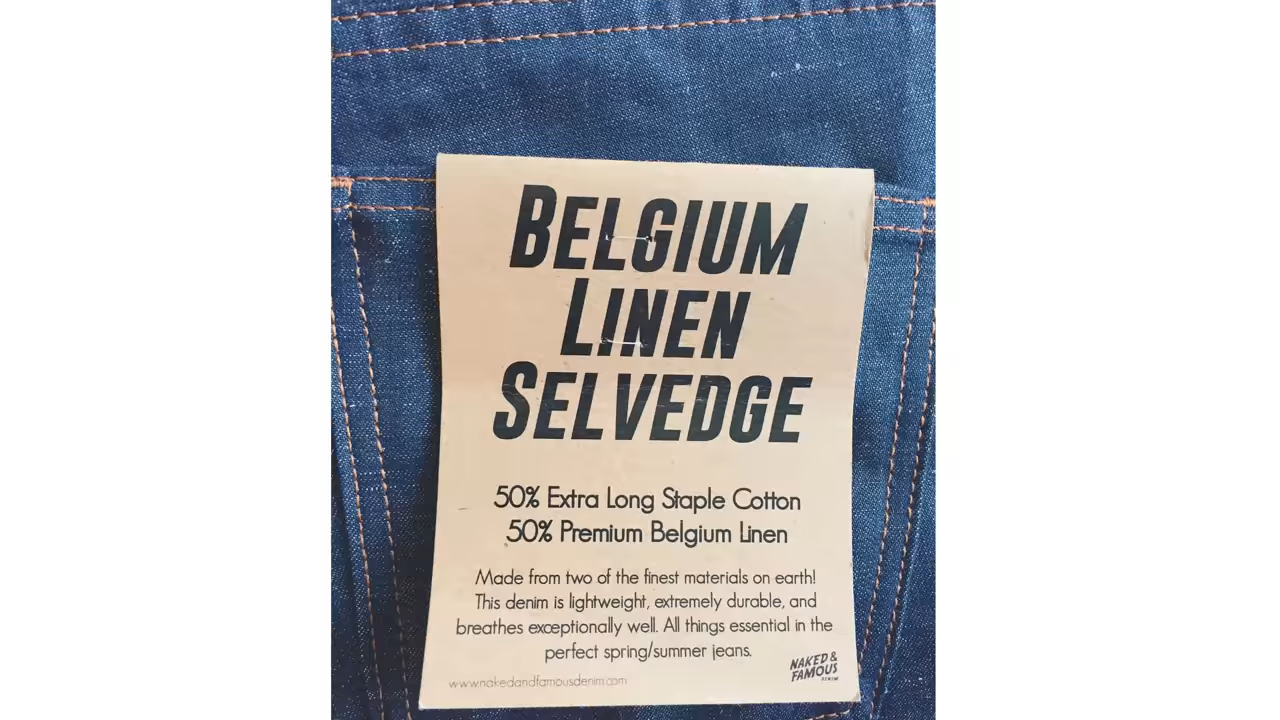 BELGIUM
LINEN
SELVEDGE
50% Extra Long Staple Cotton
50% Premium Belgium Linen
Made from two of the finest materials on earth!
This denim is lightweight, extremely durable, and
breathes exceptionally well. All things essential in the
perfect spring/summer jeans.
NAKED &
FAMOUS
DENIM
www.nakedandfamousdenim.com